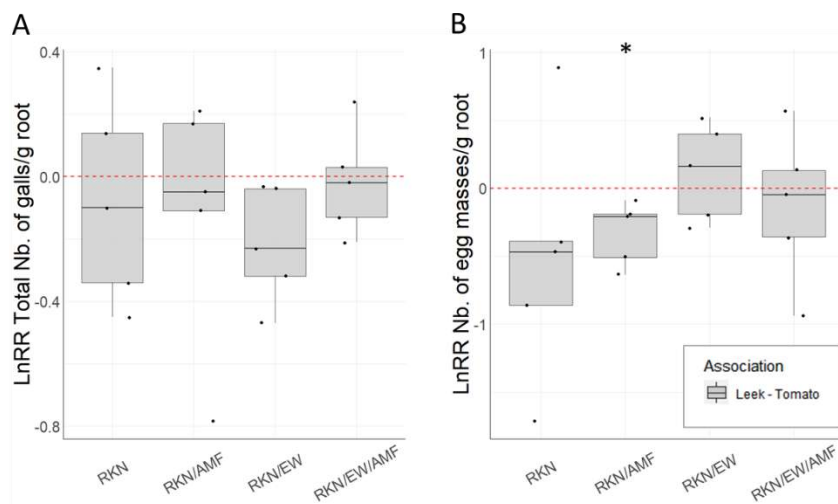 A
LnRR Total Nb. of galls/g root
0.4
0.0
-0.4
-0.8
RKN
RKN/AMF
RKN/EW
RKN/EW/AMF
B
LnRR Nb. of egg masses/g root
1
0
-1
*
RKN
RKN/AMF
RKN/EW
RKN/EW/AMF
Association
Leek - Tomato